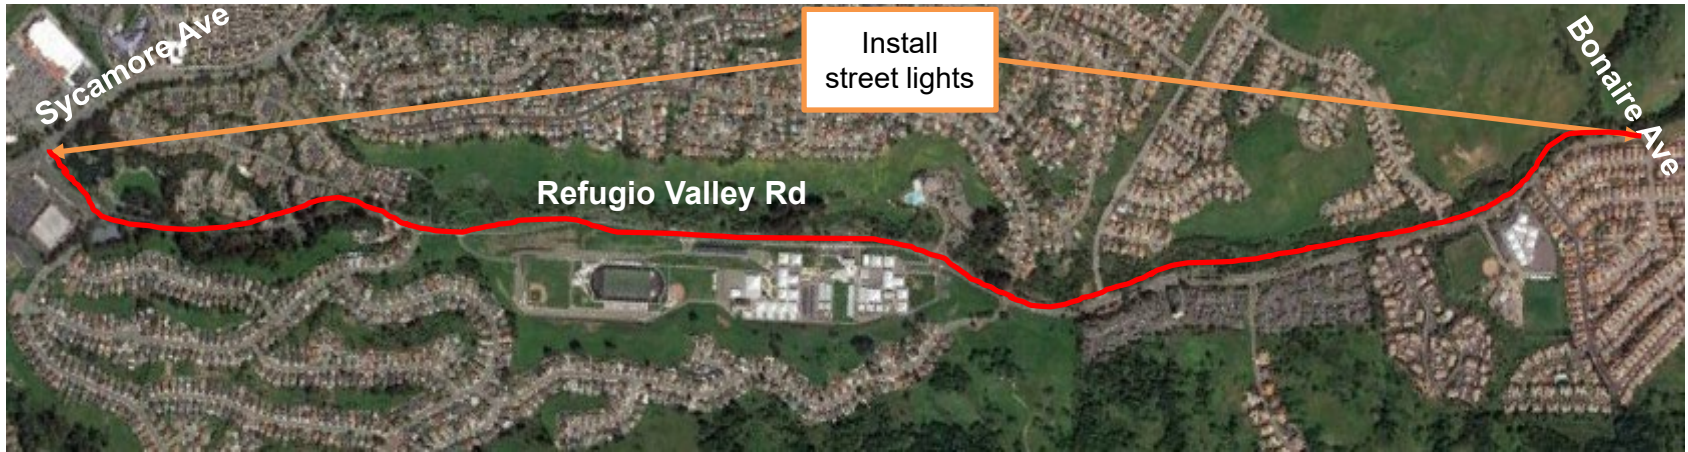 Sycamore Ave
Install
street lights
Bonaire Ave
Refugio Valley Rd